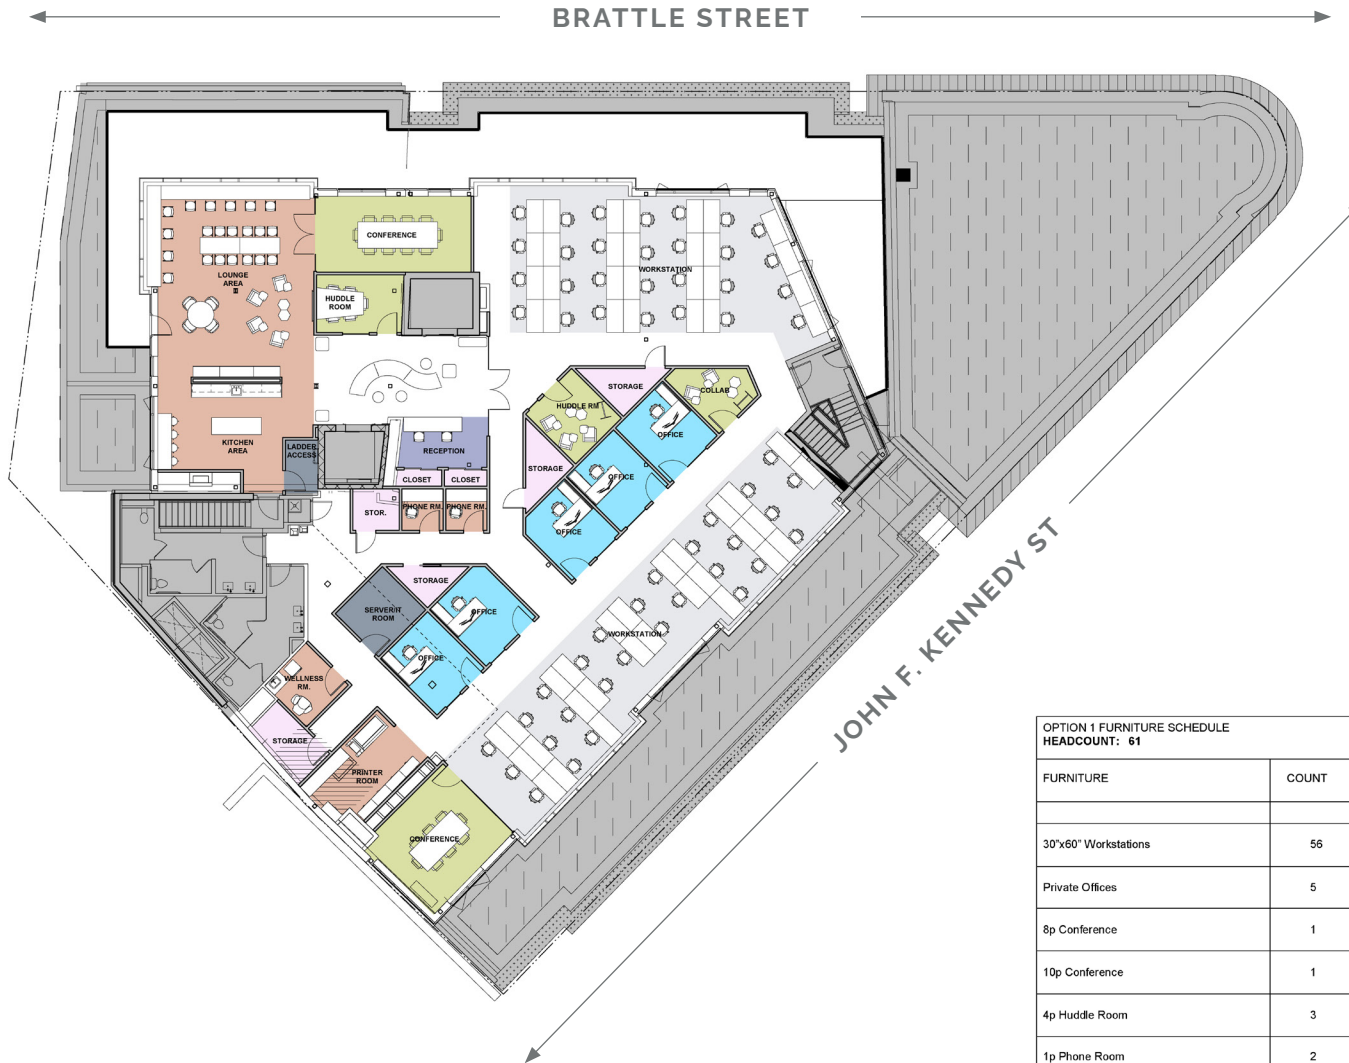 BRATTLE STREET
CONFERENCE
LOUNGE
AREA
WORKSTATION
HUDDLE
ROOM
STORAGE
COLLAB
HUDDLE RM
OFFICE
KITCHEN
AREA
LADDER
ACCESS
RECEPTION
STORAGE
OFFICE
CLOSET
CLOSET
STOR.
PHONE RM.
PHONE RM.
OFFICE
STORAGE
SERVER/IT
ROOM
OFFICE
WORKSTATION
OFFICE
WELLNESS
RM.
STORAGE
PRINTER
ROOM
CONFERENCE
JOHN F. KENNEDY ST
OPTION 1 FURNITURE SCHEDULE
HEADCOUNT: 61
FURNITURE COUNT
30"x60" Workstations 56
Private Offices 5
8p Conference 1
10p Conference 1
4p Huddle Room 3
1p Phone Room 2